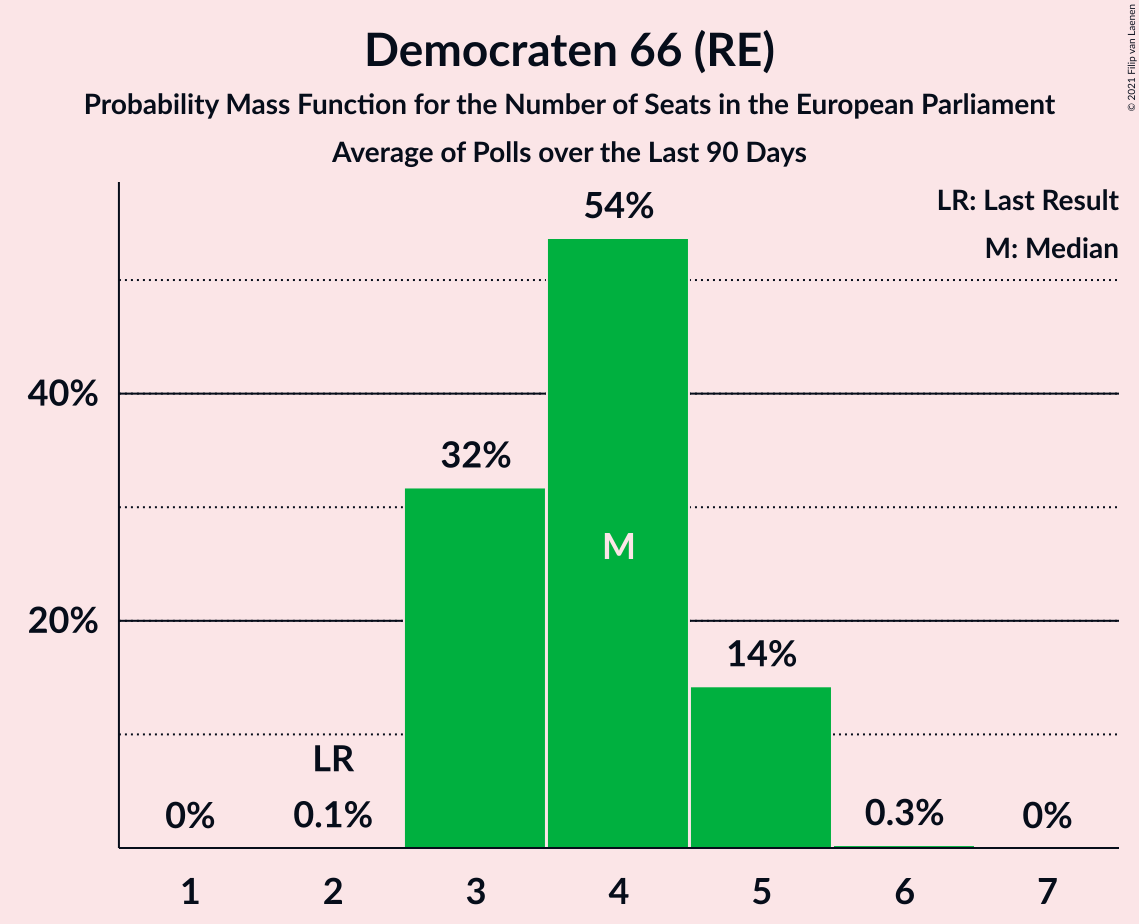 Democraten 66 (RE)
Probability Mass Function for the Number of Seats in the European Parliament
Average of Polls over the Last 90 Days
© 2021 Filip van Laenen
LR: Last Result
M: Median
54%
40%
32%
M
20%
14%
LR
0%
0.1%
0.3%
0%
1 2 3 4 5 6 7